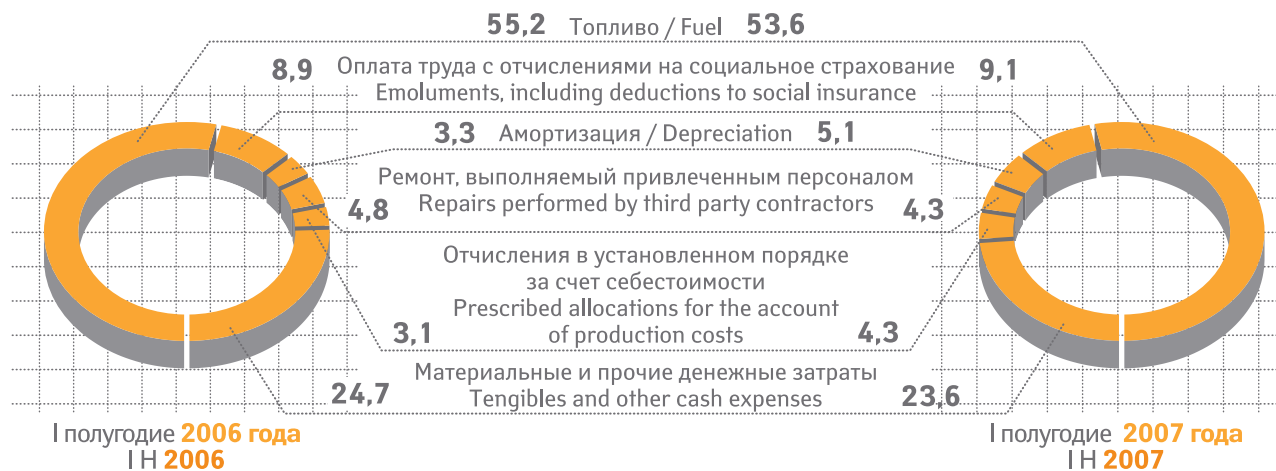 55,2 Топливо / Fuel 53,6
8,9 Оплата труда с отчислениями на социальное страхование 9,1
Emoluments, including deductions to social insurance
3,3 Амортизация / Depreciation 5,1
Ремонт, выполняемый привлеченным персоналом
4,8 Repairs performed by third party contractors 4,3
Отчисления в установленном порядке
за счет себестоимости
Prescribed allocations for the account
3,1 of production costs 4,3
Материальные и прочие денежные затраты
24,7 Tengibles and other cash expenses 23,6
I полугодие 2006 года
I H 2006
I полугодие 2007 года
I H 2007